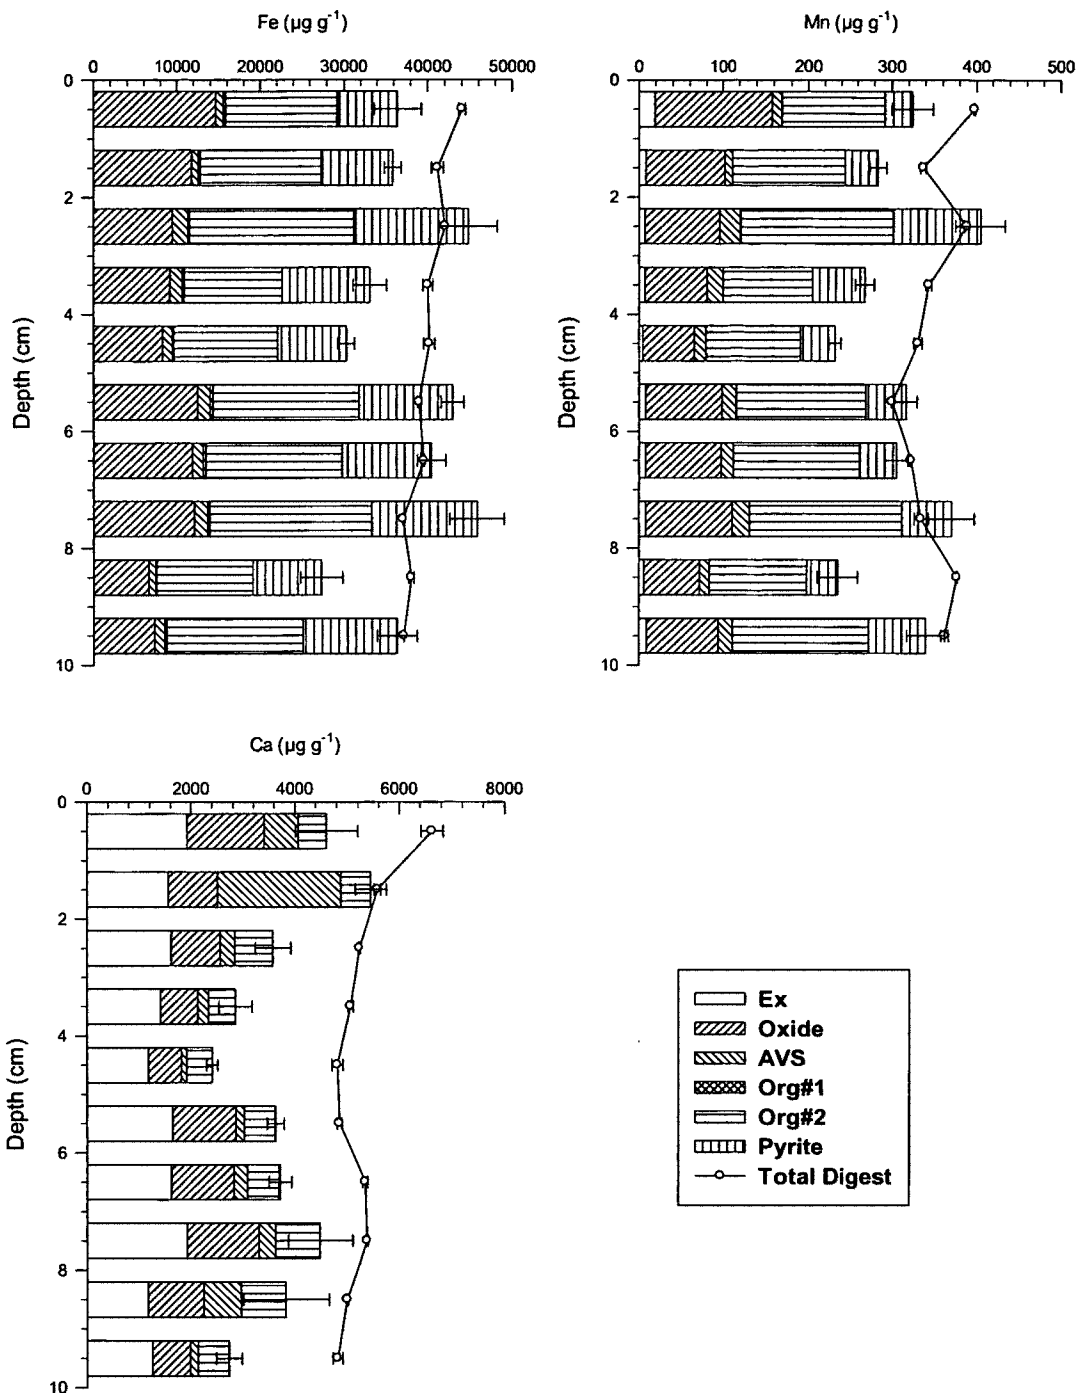 Fe (µg g⁻¹)
0 10000 20000 30000 40000 50000
0
2
4
6
8
10
Depth (cm)
Mn (µg g⁻¹)
0 100 200 300 400 500
0
2
4
6
8
10
Depth (cm)
Ca (µg g⁻¹)
0 2000 4000 6000 8000
0
2
4
6
8
10
Depth (cm)
Ex
Oxide
AVS
Org#1
Org#2
Pyrite
Total Digest